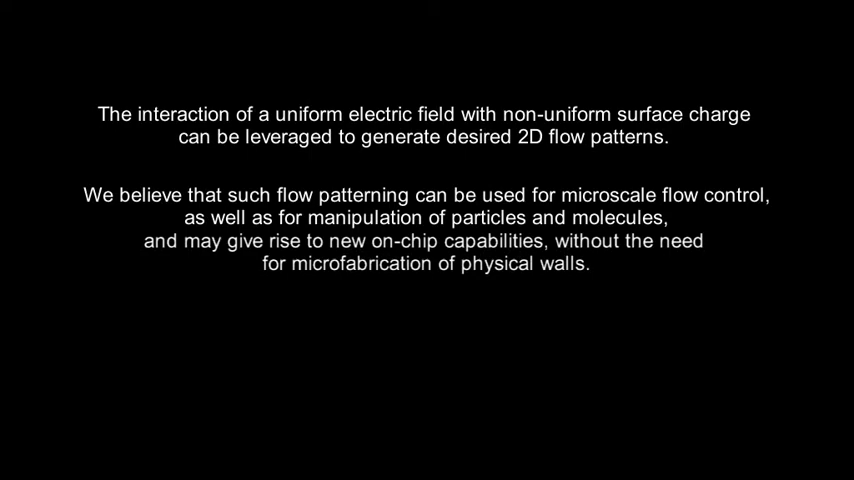 The interaction of a uniform electric field with non-uniform surface charge
can be leveraged to generate desired 2D flow patterns.
We believe that such flow patterning can be used for microscale flow control,
as well as for manipulation of particles and molecules,
and may give rise to new on-chip capabilities, without the need
for microfabrication of physical walls.